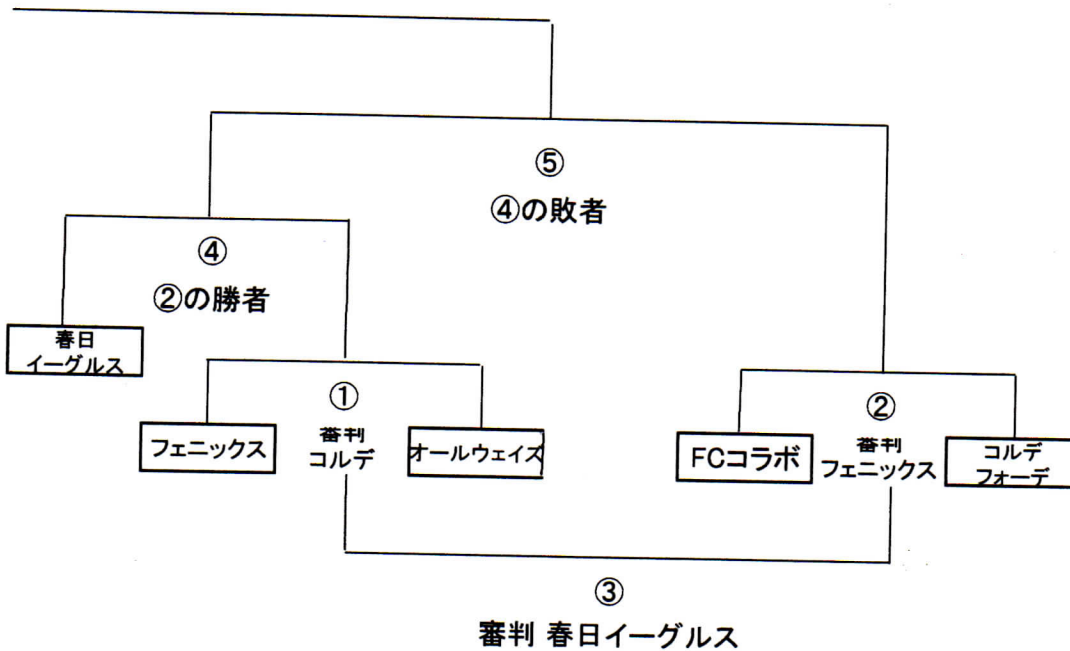 ⑤
④の敗者
④
②の勝者
春日
イーグルス
①
審判
コルデ
フェニックス
オールウェイズ
②
審判
フェニックス
FCコラボ
コルデ
フォーデ
③
審判 春日イーグルス